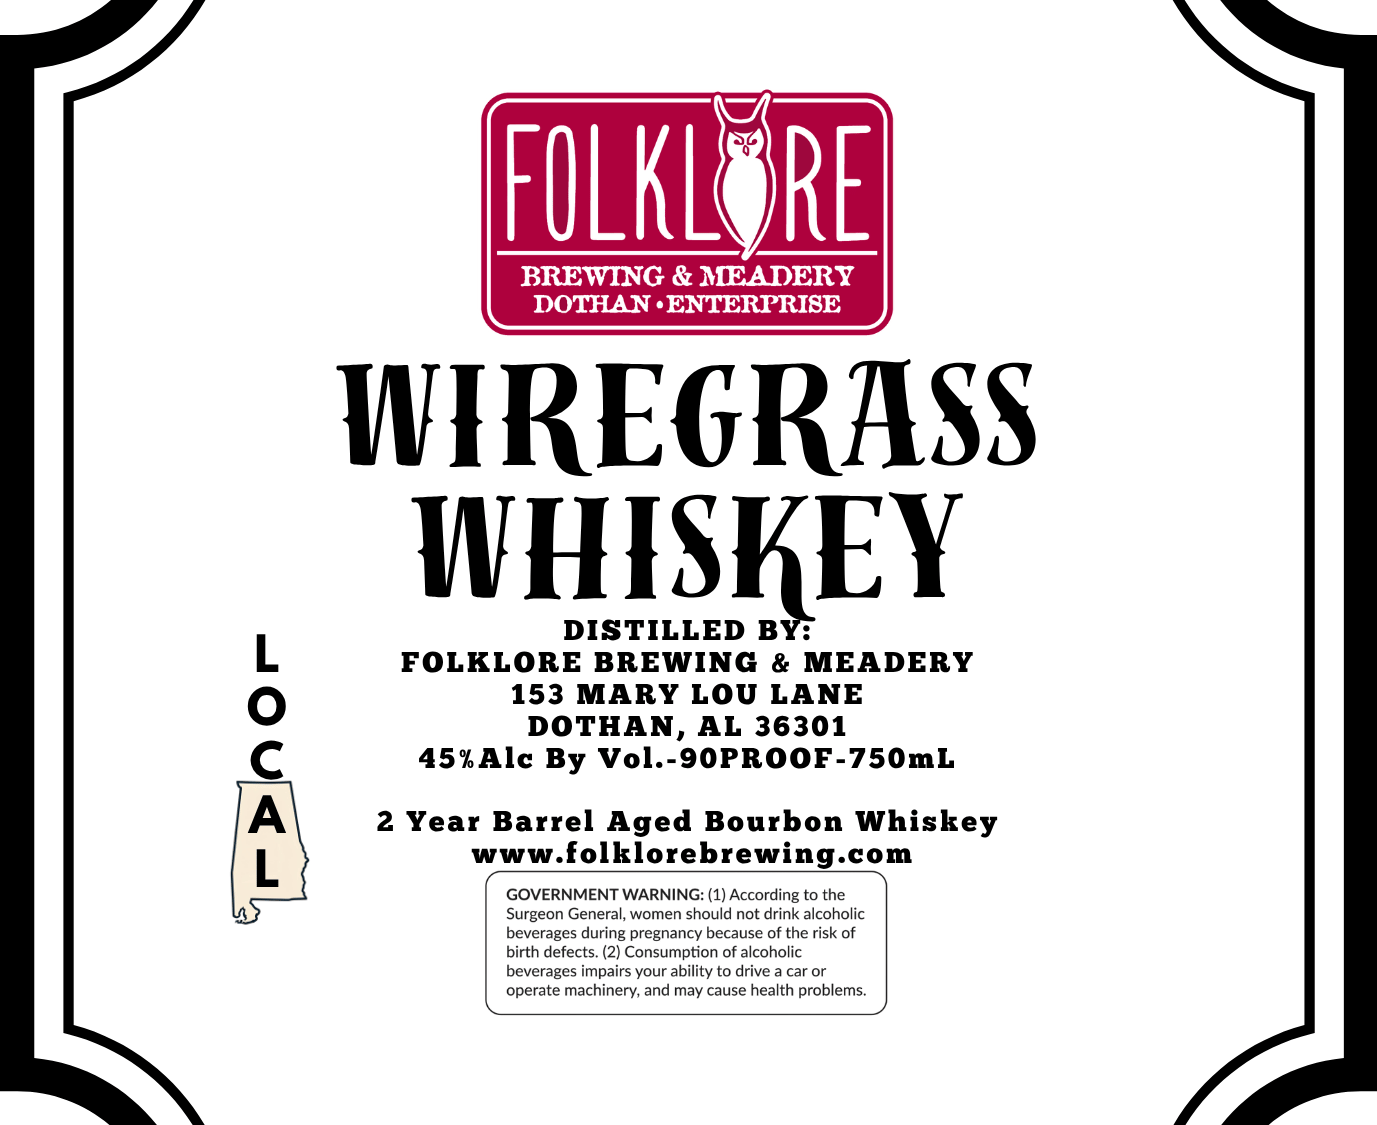 FOLKLORE
BREWING & MEADERY
DOTHAN • ENTERPRISE
WIREGRASS
WHISKEY
DISTILLED BY:
FOLKLORE BREWING & MEADERY
153 MARY LOU LANE
DOTHAN, AL 36301
45%Alc By Vol.-90PROOF-750mL
2 Year Barrel Aged Bourbon Whiskey
www.folklorebrewing.com
L
O
C
A
L
GOVERNMENT WARNING: (1) According to the
Surgeon General, women should not drink alcoholic
beverages during pregnancy because of the risk of
birth defects. (2) Consumption of alcoholic
beverages impairs your ability to drive a car or
operate machinery, and may cause health problems.